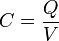 C = Q/V